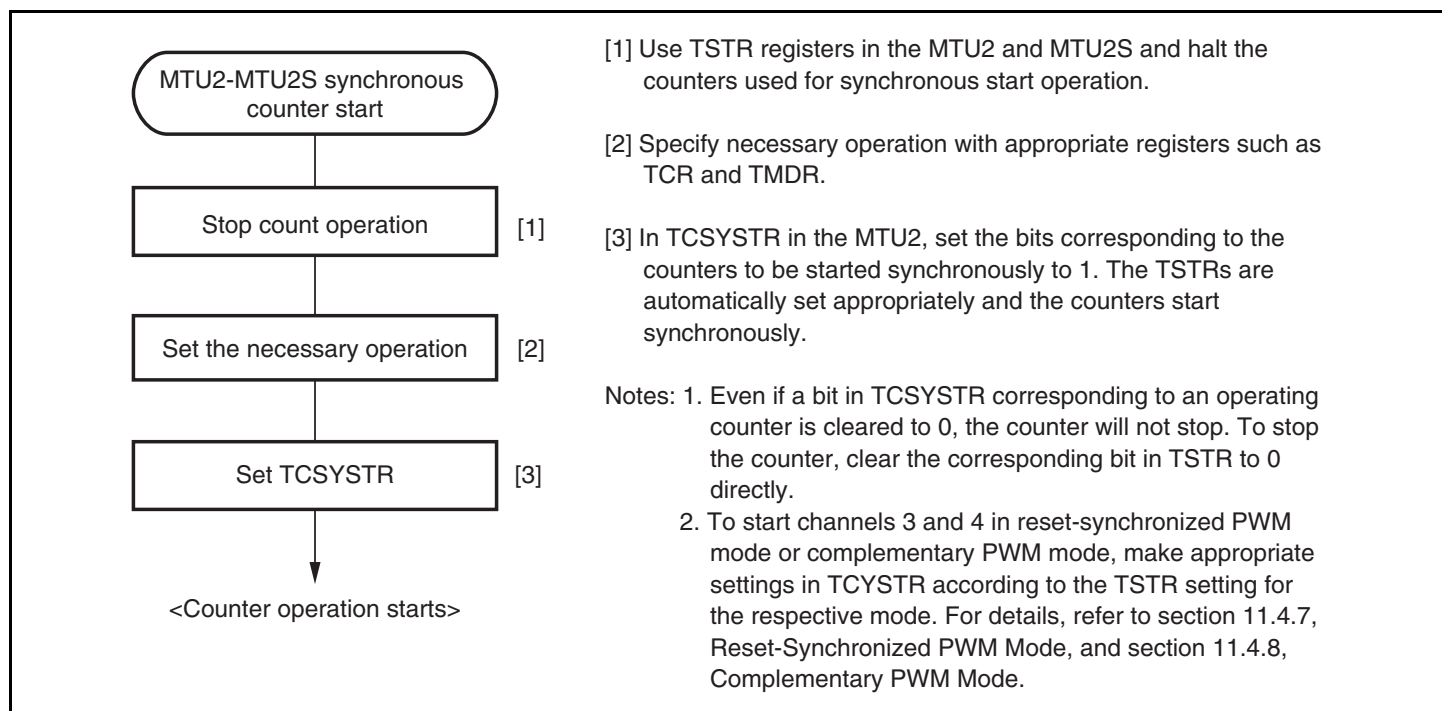 MTU2-MTU2S synchronous
counter start
Stop count operation
[1]
Set the necessary operation
[2]
Set TCSYSTR
[3]
<Counter operation starts>
[1] Use TSTR registers in the MTU2 and MTU2S and halt the
counters used for synchronous start operation.
[2] Specify necessary operation with appropriate registers such as
TCR and TMDR.
[3] In TCSYSTR in the MTU2, set the bits corresponding to the
counters to be started synchronously to 1. The TSTRs are
automatically set appropriately and the counters start
synchronously.
Notes: 1. Even if a bit in TCSYSTR corresponding to an operating
counter is cleared to 0, the counter will not stop. To stop
the counter, clear the corresponding bit in TSTR to 0
directly.
2. To start channels 3 and 4 in reset-synchronized PWM
mode or complementary PWM mode, make appropriate
settings in TCYSTR according to the TSTR setting for
the respective mode. For details, refer to section 11.4.7,
Reset-Synchronized PWM Mode, and section 11.4.8,
Complementary PWM Mode.